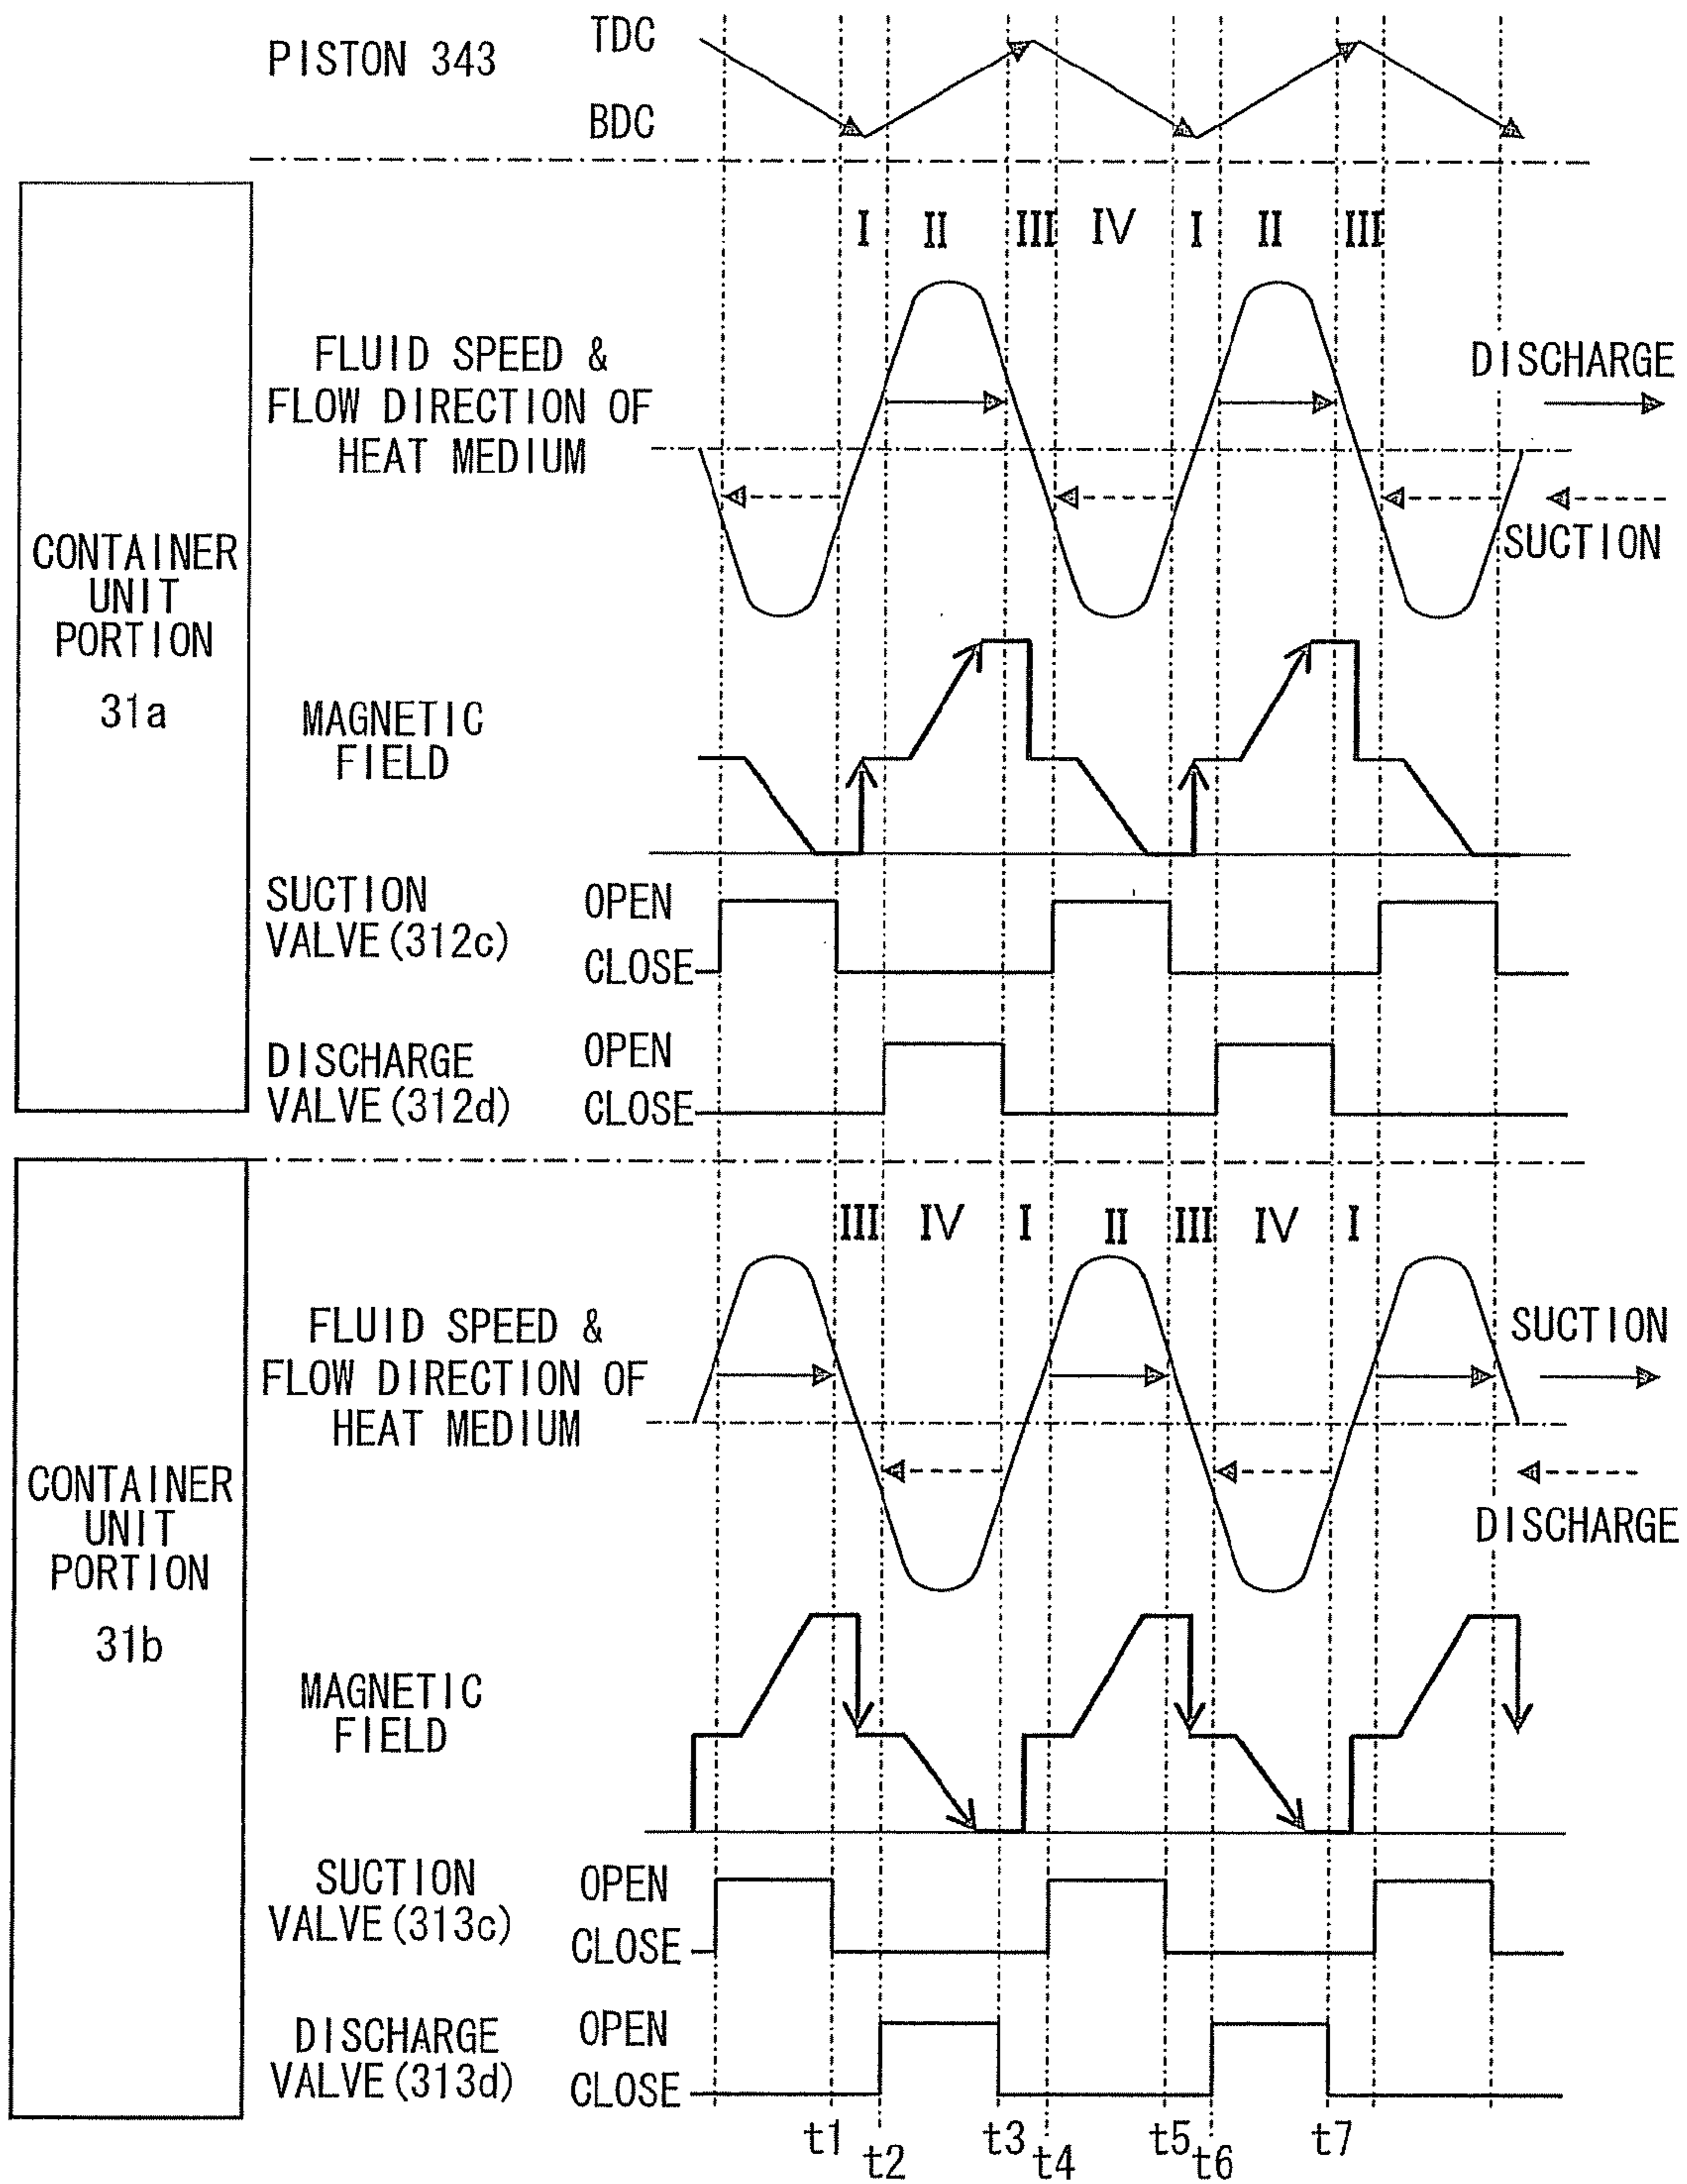 PISTON 343
TDC
BDC
I II III IV I II III
CONTAINER
UNIT
PORTION
31a
FLUID SPEED &
FLOW DIRECTION OF
HEAT MEDIUM
DISCHARGE
SUCTION
MAGNETIC
FIELD
SUCTION
VALVE(312c)
OPEN
CLOSE
DISCHARGE
VALVE(312d)
OPEN
CLOSE
III IV I II III IV I
CONTAINER
UNIT
PORTION
31b
FLUID SPEED &
FLOW DIRECTION OF
HEAT MEDIUM
SUCTION
DISCHARGE
MAGNETIC
FIELD
SUCTION
VALVE(313c)
OPEN
CLOSE
DISCHARGE
VALVE(313d)
OPEN
CLOSE
t1 t2 t3 t4 t5 t6 t7